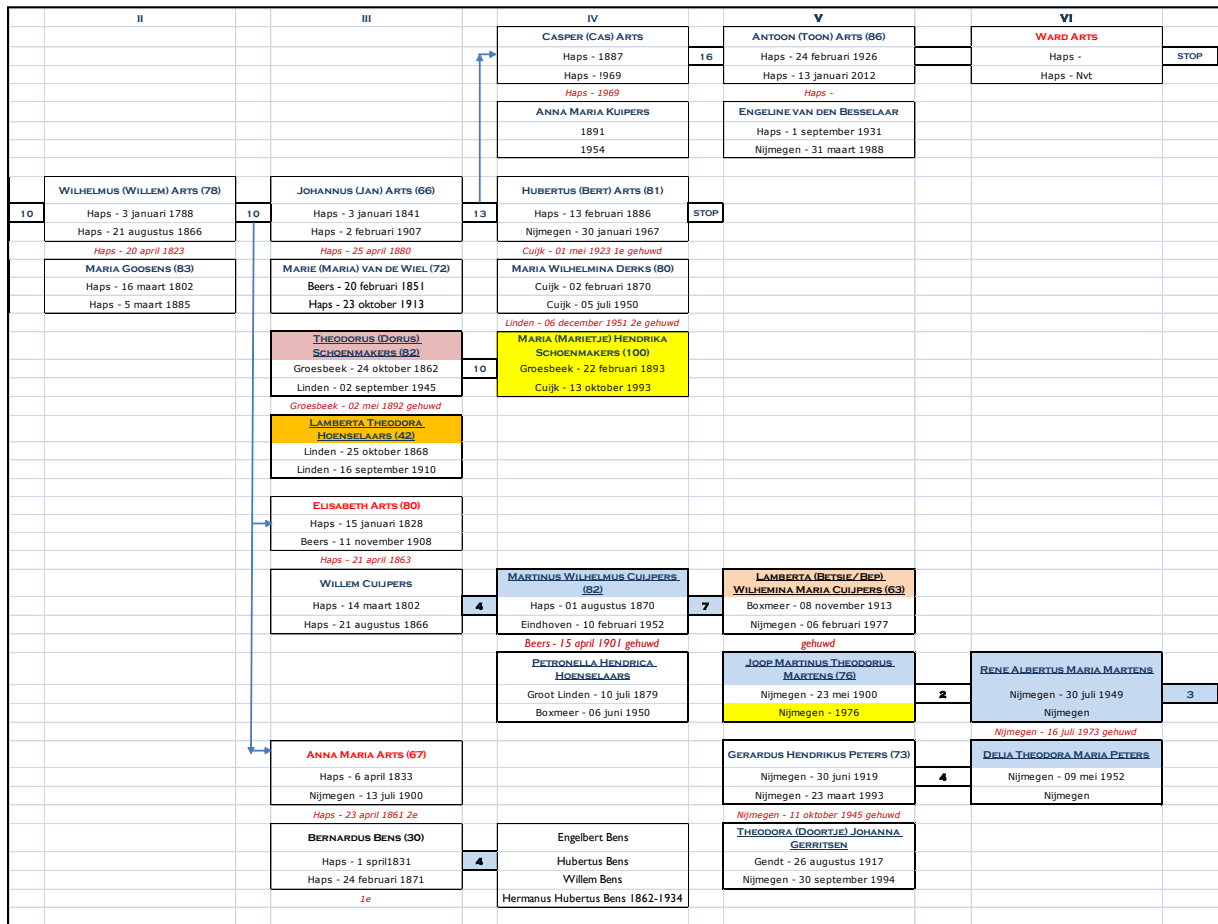 II
III
IV
V
VI
CASPER (CAS) ARTS
Haps - 1887
Haps - !969
Haps - 1969
ANNA MARIA KUIPERS
1891
1954
16
ANTOON (TOON) ARTS (86)
Haps - 24 februari 1926
Haps - 13 januari 2012
Haps -
ENGELINE VAN DEN BESSELAAR
Haps - 1 september 1931
Nijmegen - 31 maart 1988
WARD ARTS
Haps -
Haps - Nvt
STOP
10
WILHELMUS (WILLEM) ARTS (78)
Haps - 3 januari 1788
Haps - 21 augustus 1866
Haps - 20 april 1823
MARIA GOOSENS (83)
Haps - 16 maart 1802
Haps - 5 maart 1885
10
JOHANNUS (JAN) ARTS (66)
Haps - 3 januari 1841
Haps - 2 februari 1907
Haps - 25 april 1880
MARIE (MARIA) VAN DE WIEL (72)
Beers - 20 februari 1851
Haps - 23 oktober 1913
13
HUBERTUS (BERT) ARTS (81)
Haps - 13 februari 1886
Nijmegen - 30 januari 1967
Cuijk - 01 mei 1923 1e gehuwd
MARIA WILHELMINA DERKS (80)
Cuijk - 02 februari 1870
Cuijk - 05 juli 1950
Linden - 06 december 1951 2e gehuwd
STOP
THEODORUS (DORUS)
SCHOENMAKERS (82)
Groesbeek - 24 oktober 1862
Linden - 02 september 1945
Groesbeek - 02 mei 1892 gehuwd
10
MARIA (MARIETJE) HENDRIKA
SCHOENMAKERS (100)
Groesbeek - 22 februari 1893
Cuijk - 13 oktober 1993
LAMBERTA THEODORA
HOENSELAARS (42)
Linden - 25 oktober 1868
Linden - 16 september 1910
ELISABETH ARTS (80)
Haps - 15 januari 1828
Beers - 11 november 1908
Haps - 21 april 1863
WILLEM CUIJPERS
Haps - 14 maart 1802
Haps - 21 augustus 1866
4
MARTINUS WILHELMUS CUIJPERS
(82)
Haps - 01 augustus 1870
Eindhoven - 10 februari 1952
Beers - 15 april 1901 gehuwd
PETRONELLA HENDRICA
HOENSELAARS
Groot Linden - 10 juli 1879
Boxmeer - 06 juni 1950
7
LAMBERTA (BETSIE/BEP)
WILHEMINA MARIA CUIJPERS (63)
Boxmeer - 08 november 1913
Nijmegen - 06 februari 1977
gehuwd
JOOP MARTINUS THEODORUS
MARTENS (76)
Nijmegen - 23 mei 1900
Nijmegen - 1976
2
RENE ALBERTUS MARIA MARTENS
Nijmegen - 30 juli 1949
Nijmegen
3
Nijmegen - 16 juli 1973 gehuwd
ANNA MARIA ARTS (67)
Haps - 6 april 1833
Nijmegen - 13 juli 1900
Haps - 23 april 1861 2e
GERARDUS HENDRIKUS PETERS (73)
Nijmegen - 30 juni 1919
Nijmegen - 23 maart 1993
Nijmegen - 11 oktober 1945 gehuwd
4
DELIA THEODORA MARIA PETERS
Nijmegen - 09 mei 1952
Nijmegen
BERNARDUS BENS (30)
Haps - 1 spril1831
Haps - 24 februari 1871
1e
4
Engelbert Bens
Hubertus Bens
Willem Bens
Hermanus Hubertus Bens 1862-1934
THEODORA (DOORTJE) JOHANNA
GERRITSEN
Gendt - 26 augustus 1917
Nijmegen - 30 september 1994